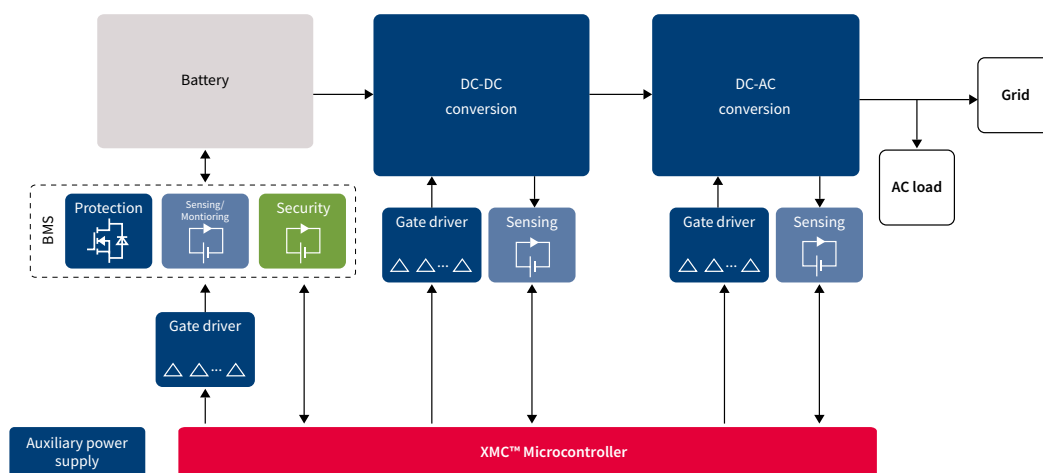 Battery
DC-DC
conversion
DC-AC
conversion
Grid
AC load
BMS
Protection
Sensing/
Montioring
Security
Gate driver
...
Sensing
Gate driver
...
Sensing
Gate driver
...
Auxiliary power
supply
XMC™ Microcontroller